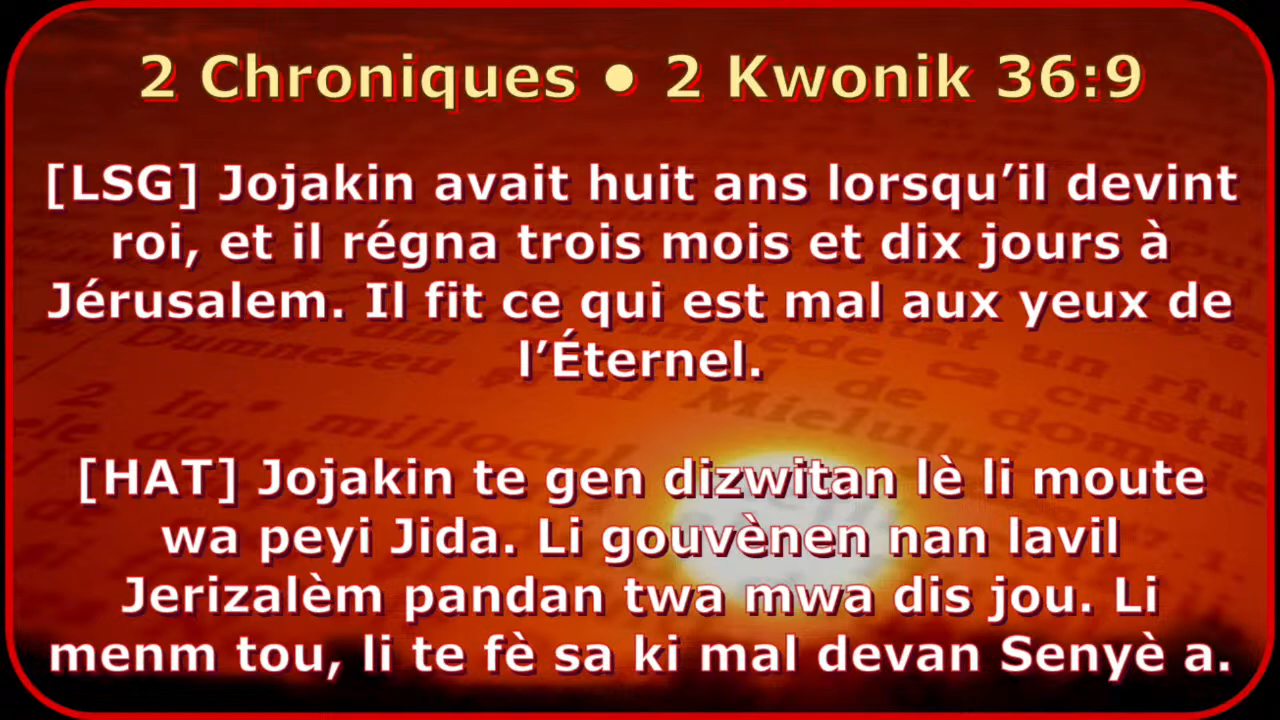 2 Chroniques • 2 Kwonik 36:9
[LSG] Jojakin avait huit ans lorsqu’il devint
roi, et il régna trois mois et dix jours à
Jérusalem. Il fit ce qui est mal aux yeux de
l’Éternel.
[HAT] Jojakin te gen dizwitan lè li moute
wa peyi Jida. Li gouvènen nan lavil
Jerizalèm pandan twa mwa dis jou. Li
menm tou, li te fè sa ki mal devan Senyè a.